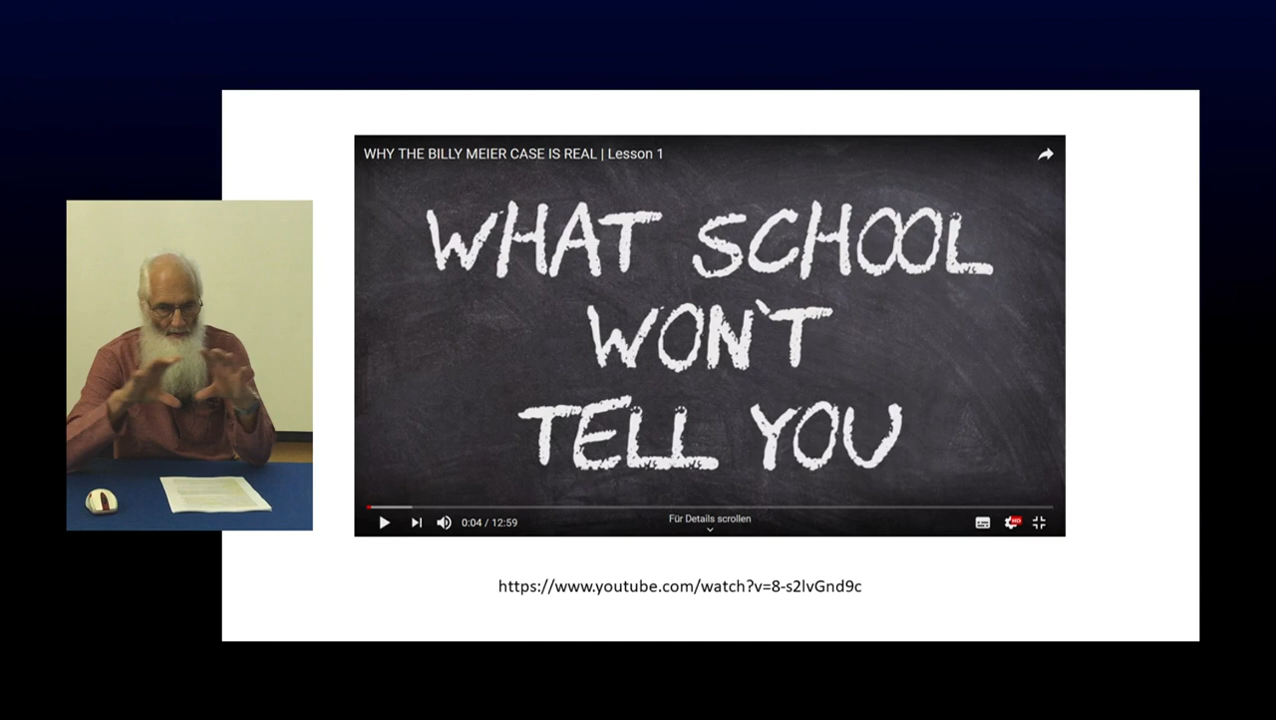 WHY THE BILLY MEIER CASE IS REAL | Lesson 1
WHAT SCHOOL
WON`T
TELL YOU
0:04 / 12:59
Für Details scrollen
HD
https://www.youtube.com/watch?v=8-s2lvGnd9c